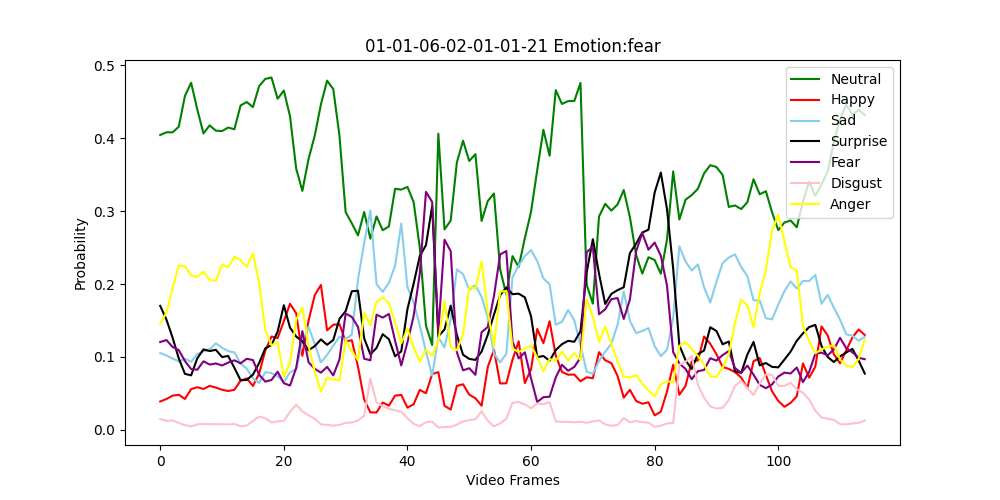 01-01-06-02-01-01-21 Emotion:fear
0.5
0.4
0.3
0.2
0.1
0.0
Probability
0 20 40 60 80 100
Video Frames
Neutral
Happy
Sad
Surprise
Fear
Disgust
Anger